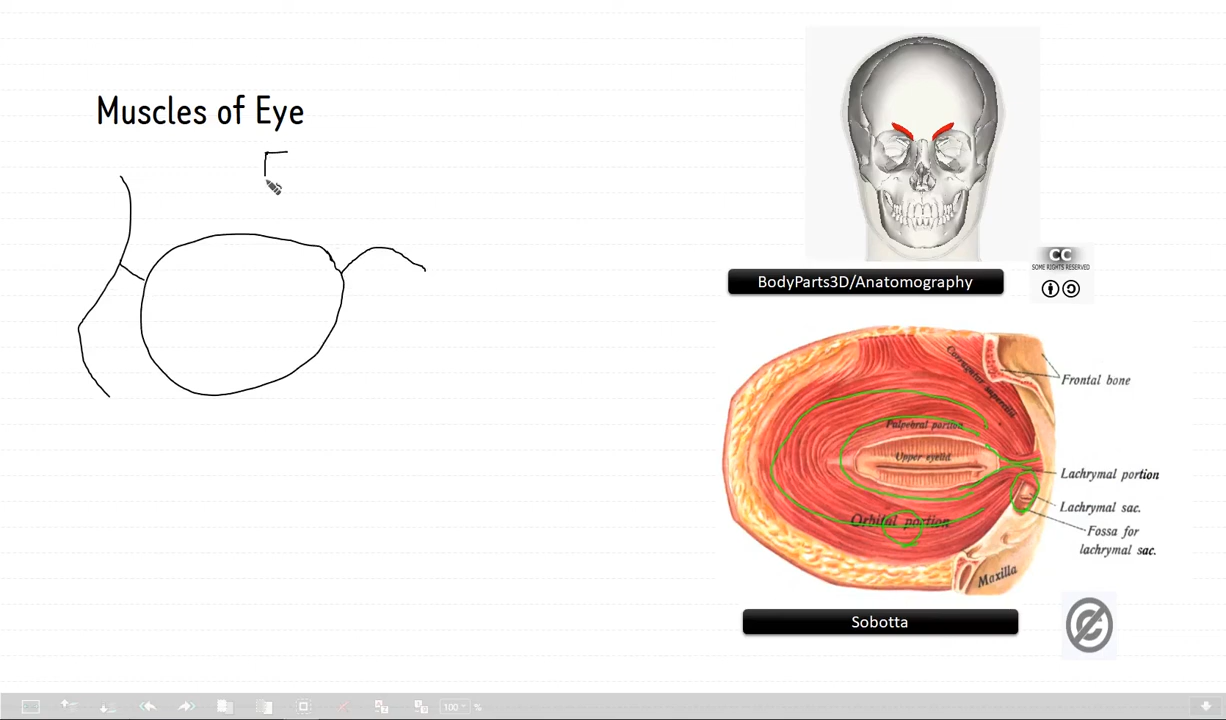 Muscles of Eye
CC
SOME RIGHTS RESERVED
BodyParts3D/Anatomography
Corrugator supercilii
Frontal bone
Palpebral portion
Upper eyelid
Lachrymal portion
Lachrymal sac.
Orbital portion
Fossa for
lachrymal sac.
Maxilla
Sobotta
100 %